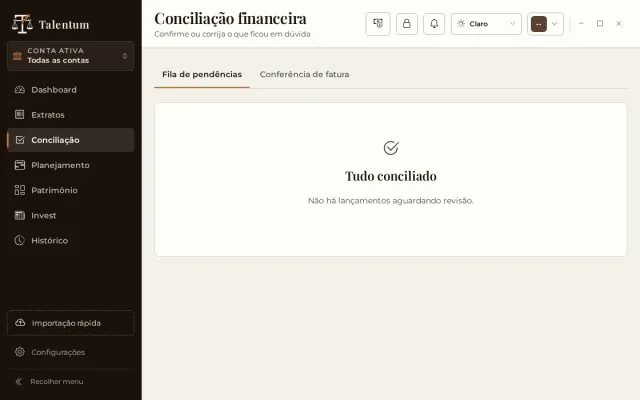 Talentum
CONTA ATIVA
Todas as contas
Dashboard
Extratos
Conciliação
Planejamento
Patrimônio
Invest
Histórico
Importação rápida
Configurações
Recolher menu
Conciliação financeira
Confirme ou corrija o que ficou em dúvida
Claro
--
Fila de pendências
Conferência de fatura
Tudo conciliado
Não há lançamentos aguardando revisão.